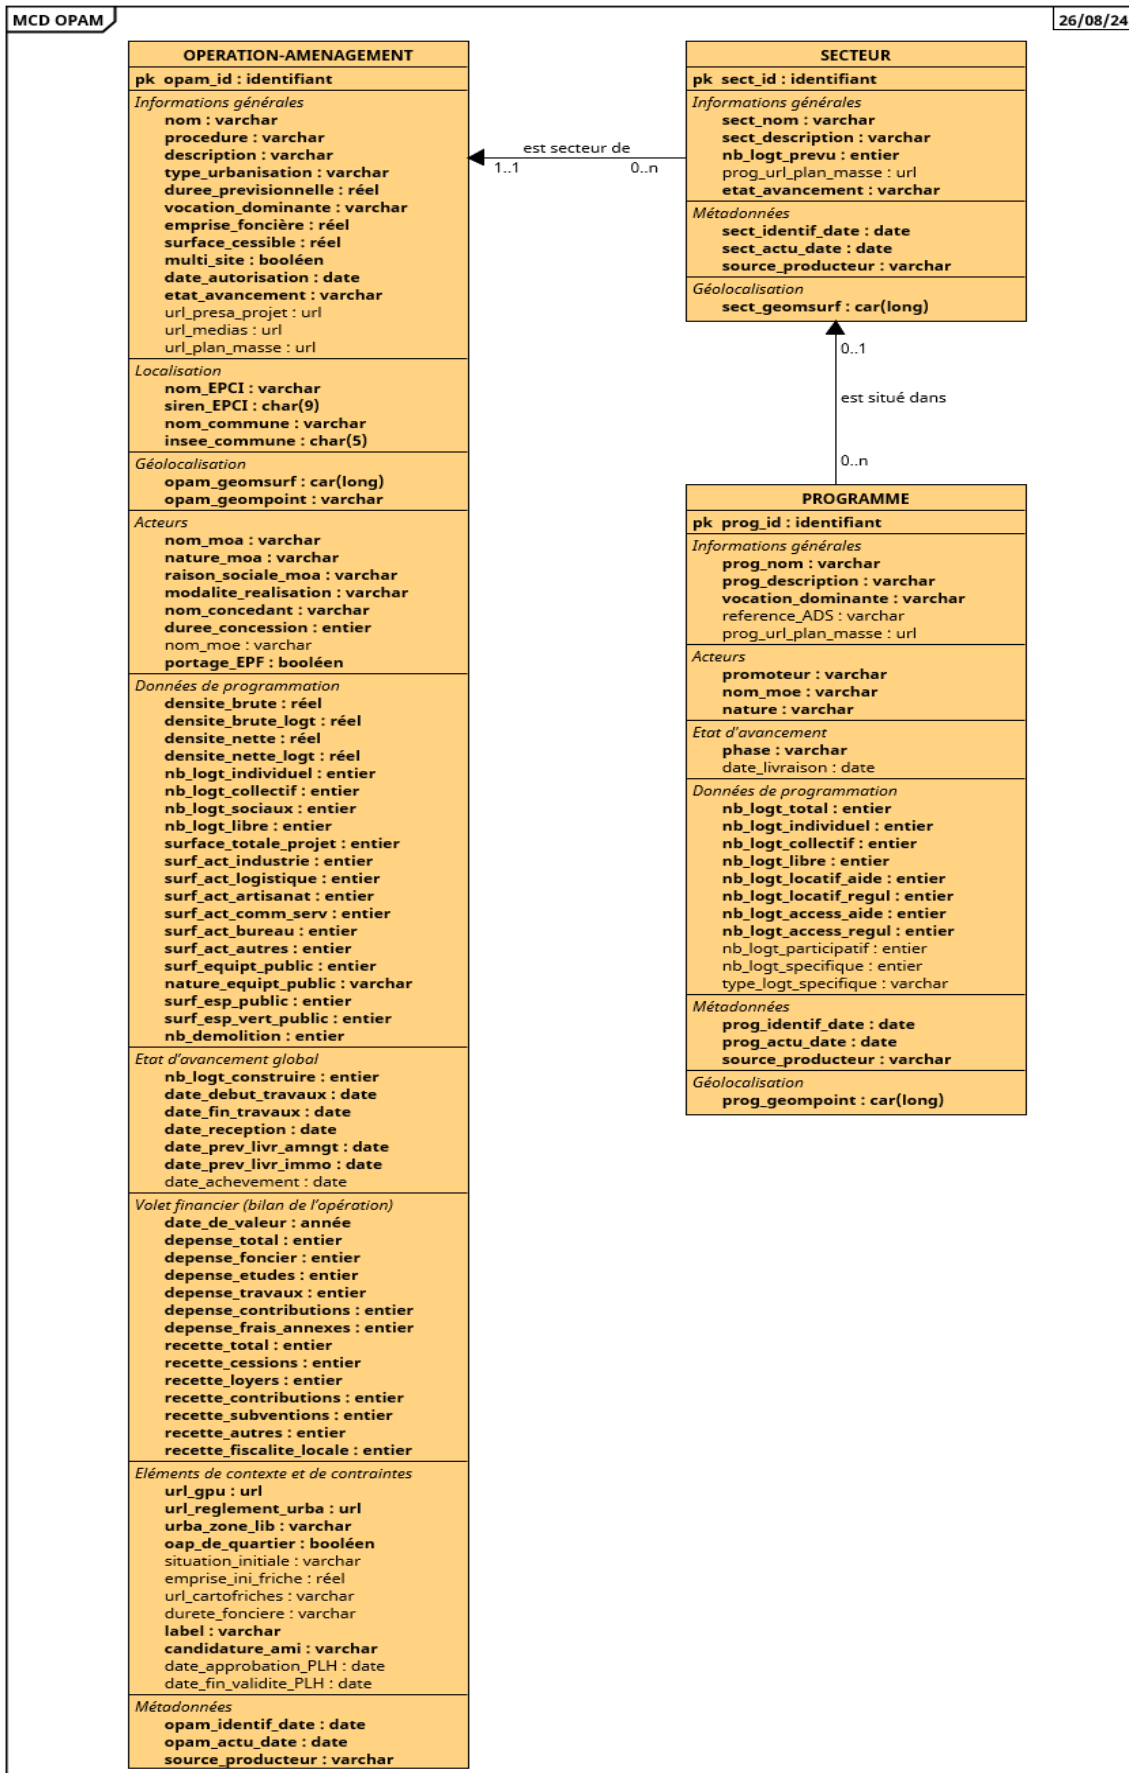 MCD OPAM
26/08/24
OPERATION-AMENAGEMENT
pk opam_id : identifiant
Informations générales
nom : varchar
procedure : varchar
description : varchar
type_urbanisation : varchar
duree_previsionnelle : réel
vocation_dominante : varchar
emprise_foncière : réel
surface_cessible : réel
multi_site : booléen
date_autorisation : date
etat_avancement : varchar
url_presa_projet : url
url_medias : url
url_plan_masse : url
Localisation
nom_EPCI : varchar
siren_EPCI : char(9)
nom_commune : varchar
insee_commune : char(5)
Géolocalisation
opam_geomsurf : car(long)
opam_geompoint : varchar
Acteurs
nom_moa : varchar
nature_moa : varchar
raison_sociale_moa : varchar
modalite_realisation : varchar
nom_concedant : varchar
duree_concession : entier
nom_moe : varchar
portage_EPF : booléen
Données de programmation
densite_brute : réel
densite_brute_logt : réel
densite_nette : réel
densite_nette_logt : réel
nb_logt_individuel : entier
nb_logt_collectif : entier
nb_logt_sociaux : entier
nb_logt_libre : entier
surface_totale_projet : entier
surf_act_industrie : entier
surf_act_logistique : entier
surf_act_artisanat : entier
surf_act_comm_serv : entier
surf_act_bureau : entier
surf_act_autres : entier
surf_equipt_public : entier
nature_equipt_public : varchar
surf_esp_public : entier
surf_esp_vert_public : entier
nb_demolition : entier
Etat d'avancement global
nb_logt_construire : entier
date_debut_travaux : date
date_fin_travaux : date
date_reception : date
date_prev_livr_amngt : date
date_prev_livr_immo : date
date_achevement : date
Volet financier (bilan de l'opération)
date_de_valeur : année
depense_total : entier
depense_foncier : entier
depense_etudes : entier
depense_travaux : entier
depense_contributions : entier
depense_frais_annexes : entier
recette_total : entier
recette_cessions : entier
recette_loyers : entier
recette_contributions : entier
recette_subventions : entier
recette_autres : entier
recette_fiscalite_locale : entier
Eléments de contexte et de contraintes
url_gpu : url
url_reglement_urba : url
urba_zone_lib : varchar
oap_de_quartier : booléen
situation_initiale : varchar
emprise_ini_friche : réel
url_cartofriches : varchar
durete_fonciere : varchar
label : varchar
candidature_ami : varchar
date_approbation_PLH : date
date_fin_validite_PLH : date
Métadonnées
opam_identif_date : date
opam_actu_date : date
source_producteur : varchar
est secteur de
1..1
0..n
SECTEUR
pk sect_id : identifiant
Informations générales
sect_nom : varchar
sect_description : varchar
nb_logt_prevu : entier
prog_url_plan_masse : url
etat_avancement : varchar
Métadonnées
sect_identif_date : date
sect_actu_date : date
source_producteur : varchar
Géolocalisation
sect_geomsurf : car(long)
0..1
est situé dans
0..n
PROGRAMME
pk prog_id : identifiant
Informations générales
prog_nom : varchar
prog_description : varchar
vocation_dominante : varchar
reference_ADS : varchar
prog_url_plan_masse : url
Acteurs
promoteur : varchar
nom_moe : varchar
nature : varchar
Etat d'avancement
phase : varchar
date_livraison : date
Données de programmation
nb_logt_total : entier
nb_logt_individuel : entier
nb_logt_collectif : entier
nb_logt_libre : entier
nb_logt_locatif_aide : entier
nb_logt_locatif_regul : entier
nb_logt_access_aide : entier
nb_logt_access_regul : entier
nb_logt_participatif : entier
nb_logt_specifique : entier
type_logt_specifique : varchar
Métadonnées
prog_identif_date : date
prog_actu_date : date
source_producteur : varchar
Géolocalisation
prog_geompoint : car(long)